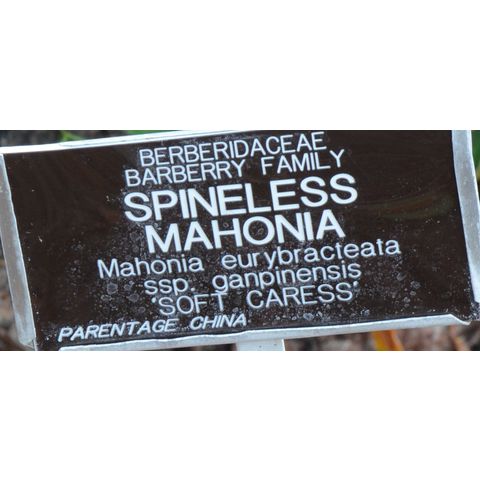 BERBERIDACEAE
BARBERRY FAMILY
SPINELESS
MAHONIA
Mahonia eurybracteata
ssp. ganpinensis
'SOFT CARESS'
PARENTAGE CHINA